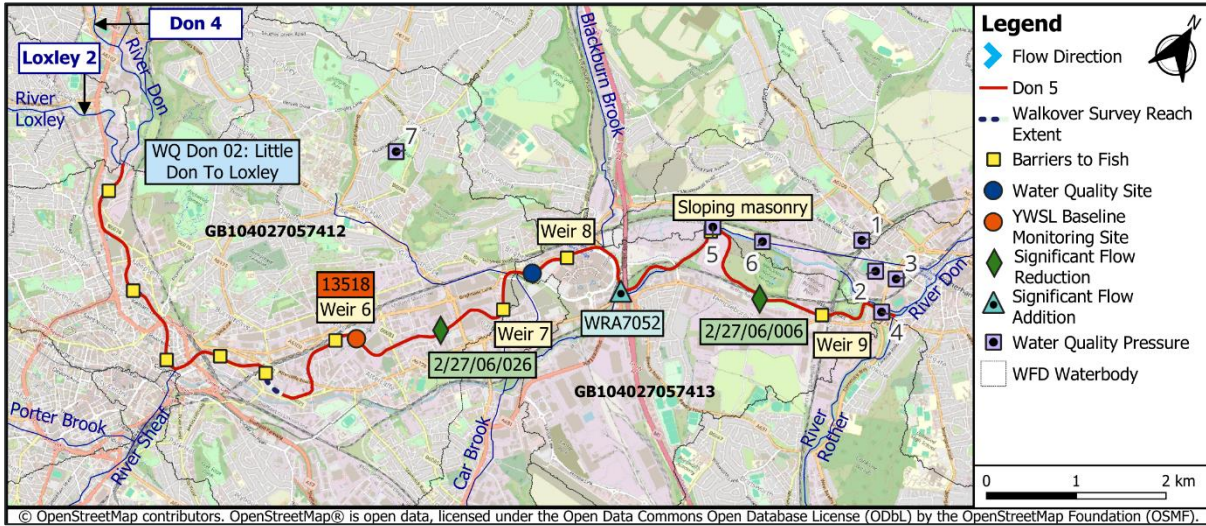 Don 4
Loxley 2
River Don
River
Loxley
WQ Don 02: Little
Don To Loxley
7
Blackburn Brook
GB104027057412
Sloping masonry
Weir 8
1
5
6
3
2
River Don
13518
Weir 6
Weir 7
WRA7052
2/27/06/006
Weir 9
4
2/27/06/026
GB104027057413
Porter Brook
River Sheaf
Car Brook
River
Rother
Legend
Flow Direction
Don 5
Walkover Survey Reach
Extent
Barriers to Fish
Water Quality Site
YWSL Baseline
Monitoring Site
Significant Flow
Reduction
Significant Flow
Addition
Water Quality Pressure
WFD Waterbody
N
0 1 2 km
© OpenStreetMap contributors. OpenStreetMap® is open data, licensed under the Open Data Commons Open Database License (ODbL) by the OpenStreetMap Foundation (OSMF).